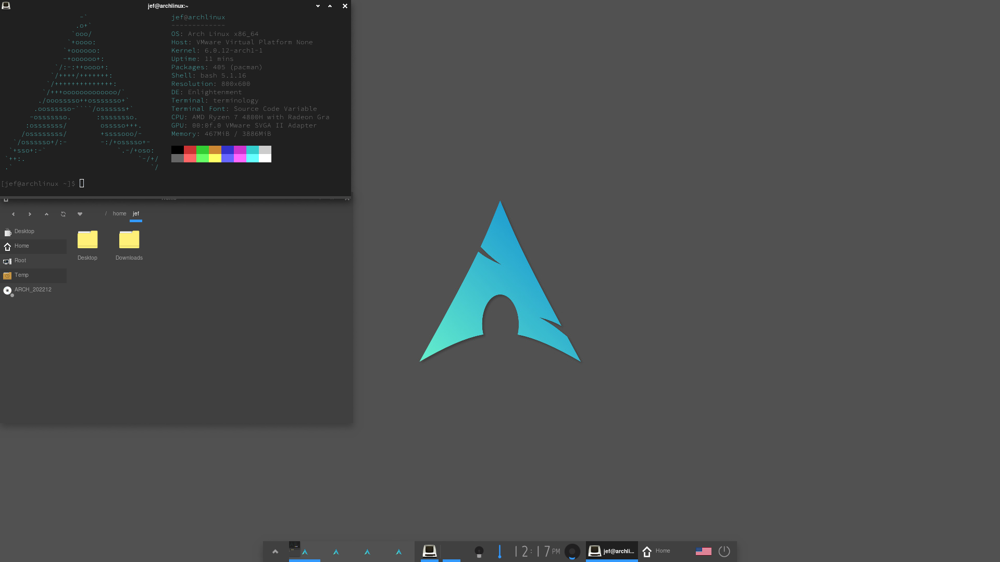 jef@archlinux:~
-`
.o+`
`ooo/
`+oooo:
`+oooooo:
-+oooooo+:
`/:-:++oooo+:
`/++++/+++++++:
`/++++++++++++++:
`/+++ooooooooooooo/`
./ooosssso++osssssso+`
.oossssso-````/ossssss+`
-osssssso. :ssssssso.
:osssssss/ osssso+++.
/ossssssss/ +ssssooo/-
`/ossssso+/:- -:/+osssso+-
`+sso+:-` `.-/+oso:
`++:. `-/+/
.` `/
jef@archlinux
-------------
OS: Arch Linux x86_64
Host: VMware Virtual Platform None
Kernel: 6.0.12-arch1-1
Uptime: 11 mins
Packages: 405 (pacman)
Shell: bash 5.1.16
Resolution: 800x600
DE: Enlightenment
Terminal: terminology
Terminal Font: Source Code Variable
CPU: AMD Ryzen 7 4800H with Radeon Gra
GPU: 00:0f.0 VMware SVGA II Adapter
Memory: 467MiB / 3886MiB
[jef@archlinux ~]$
/ home jef
Desktop
Home
Root
Temp
ARCH_202212
Desktop Downloads
12:17 PM
jef@archli...
Home